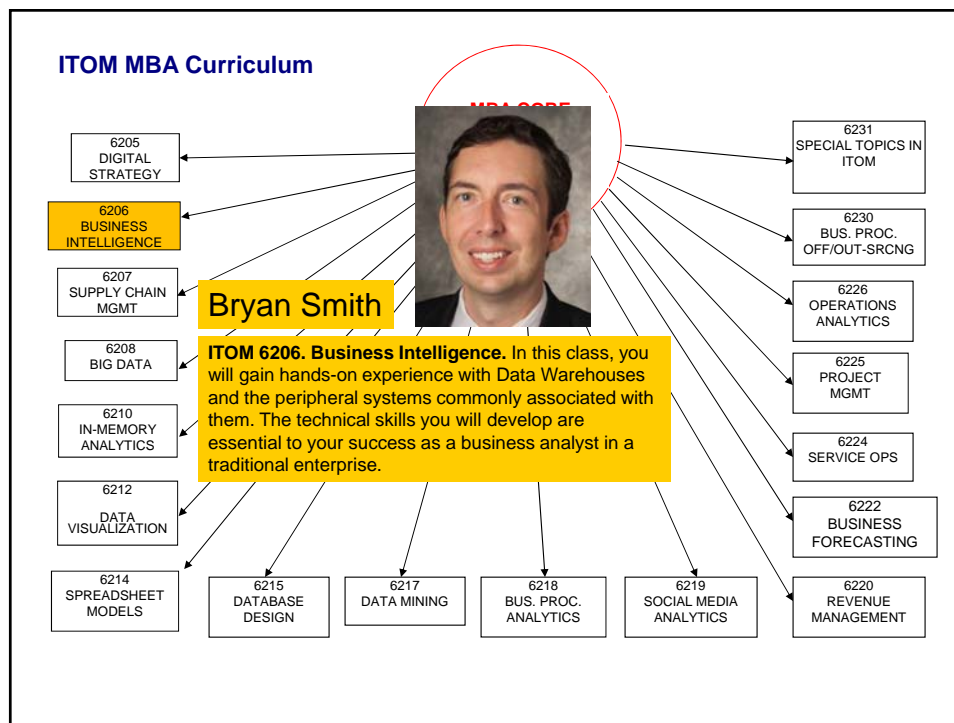 ITOM MBA Curriculum
MBA CORE
6205
DIGITAL
STRATEGY
6206
BUSINESS
INTELLIGENCE
6207
SUPPLY CHAIN
MGMT
6208
BIG DATA
6210
IN-MEMORY
ANALYTICS
6212
DATA
VISUALIZATION
6214
SPREADSHEET
MODELS
6215
DATABASE
DESIGN
6217
DATA MINING
6218
BUS. PROC.
ANALYTICS
6219
SOCIAL MEDIA
ANALYTICS
6220
REVENUE
MANAGEMENT
6222
BUSINESS
FORECASTING
6224
SERVICE OPS
6225
PROJECT
MGMT
6226
OPERATIONS
ANALYTICS
6230
BUS. PROC.
OFF/OUT-SRCNG
6231
SPECIAL TOPICS IN
ITOM
Bryan Smith
ITOM 6206. Business Intelligence. In this class, you
will gain hands-on experience with Data Warehouses
and the peripheral systems commonly associated with
them. The technical skills you will develop are
essential to your success as a business analyst in a
traditional enterprise.